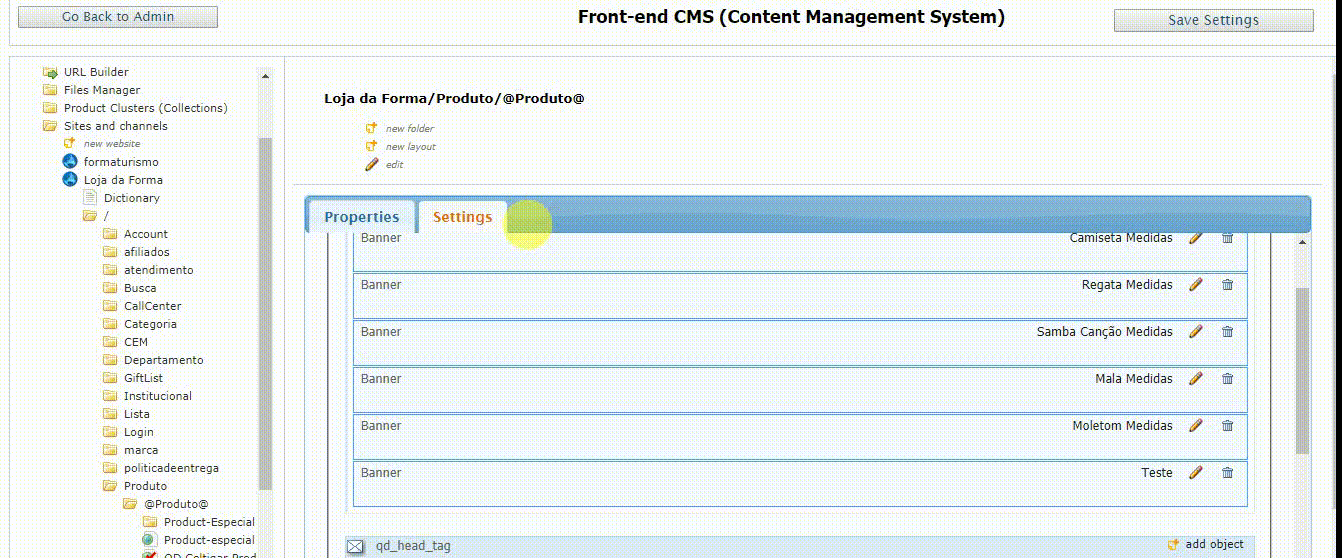 Go Back to Admin
Front-end CMS (Content Management System)
Save Settings
URL Builder
Files Manager
Product Clusters (Collections)
Sites and channels
new website
formaturismo
Loja da Forma
Dictionary
/
Account
afiliados
atendimento
Busca
CallCenter
Categoria
CEM
Departamento
GiftList
Institucional
Lista
Login
marca
politicadeentrega
Produto
@Produto@
Product-Especial
Product-especial
Loja da Forma/Produto/@Produto@
new folder
new layout
edit
Properties
Settings
Banner Camiseta Medidas
Banner Regata Medidas
Banner Samba Canção Medidas
Banner Mala Medidas
Banner Moletom Medidas
Banner Teste
qd_head_tag add object